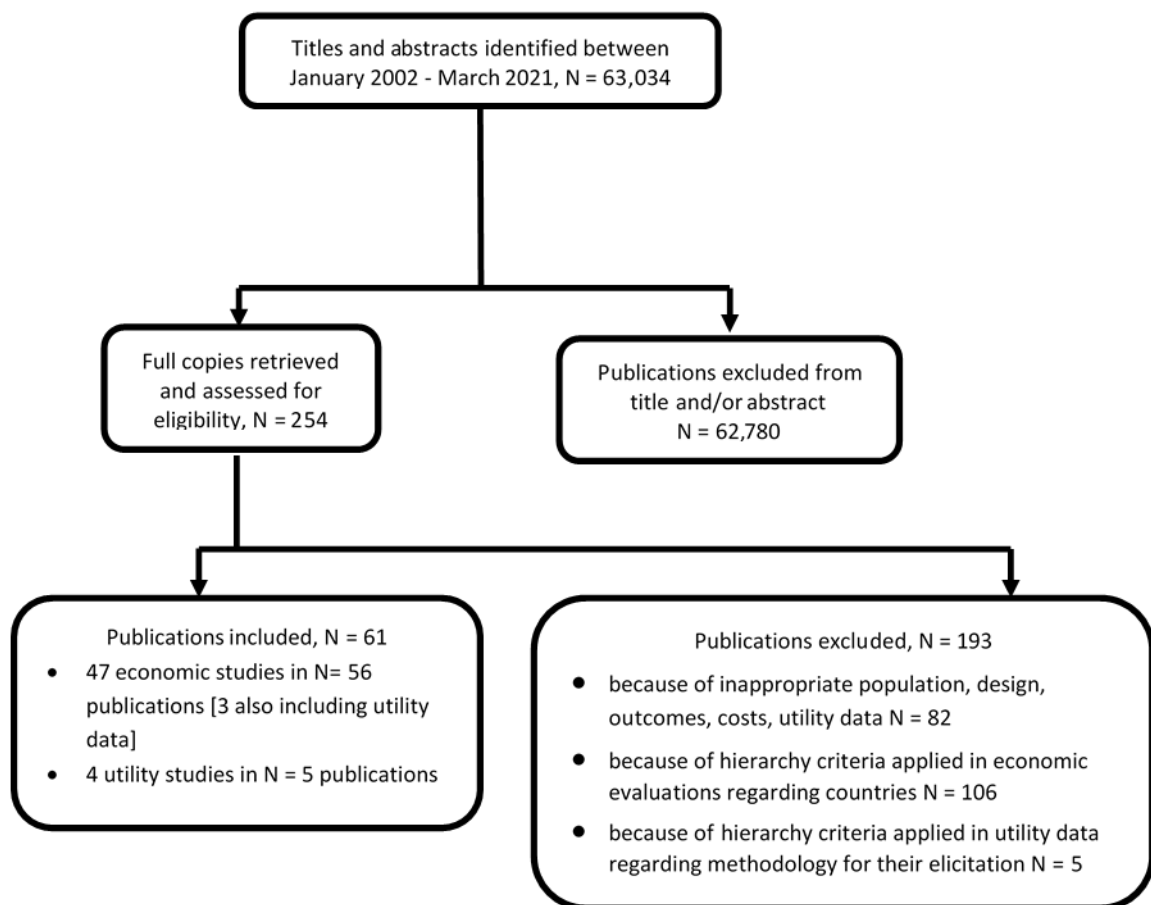 Titles and abstracts identified between
January 2002 - March 2021, N = 63,034
Full copies retrieved
and assessed for
eligibility, N = 254
Publications excluded from
title and/or abstract
N = 62,780
Publications included, N = 61
• 47 economic studies in N= 56
publications [3 also including utility
data]
• 4 utility studies in N = 5 publications
Publications excluded, N = 193
• because of inappropriate population, design,
outcomes, costs, utility data N = 82
• because of hierarchy criteria applied in economic
evaluations regarding countries N = 106
• because of hierarchy criteria applied in utility data
regarding methodology for their elicitation N = 5